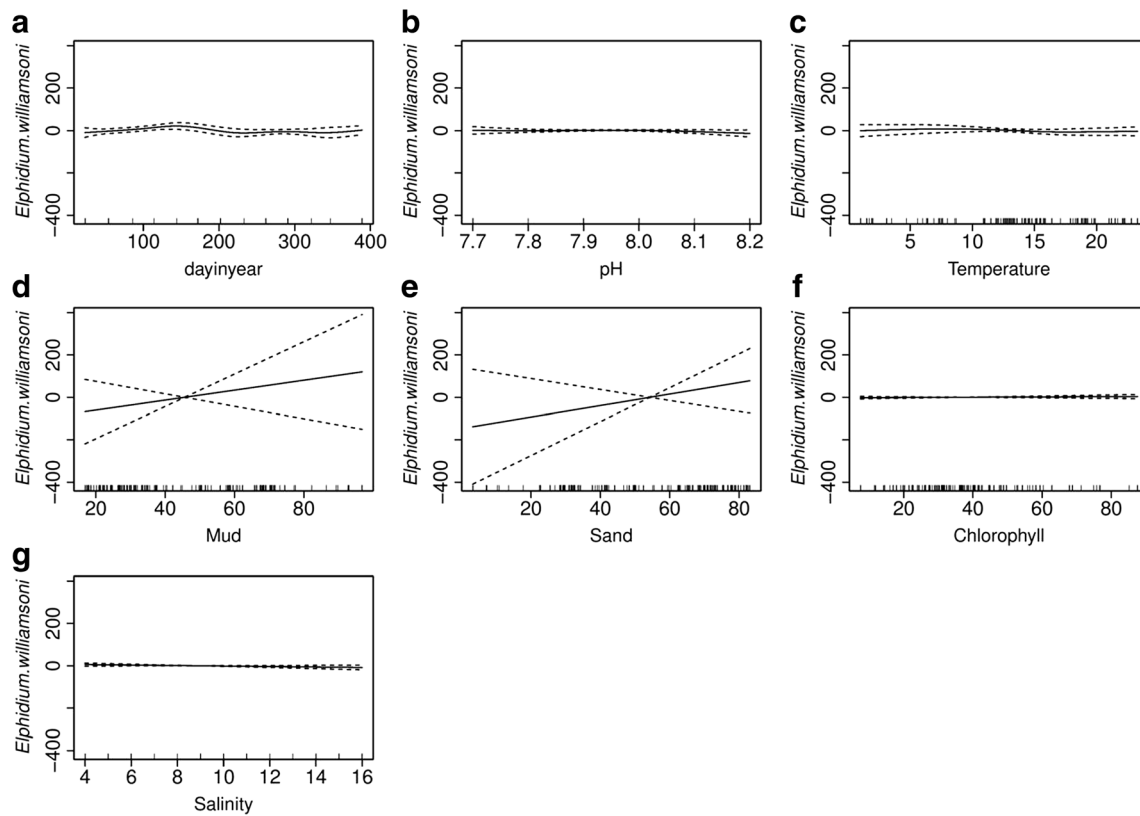 a
Elphidium.williamsoni
−400 0 200
100 200 300 400
dayinyear
b
Elphidium.williamsoni
−400 0 200
7.7 7.8 7.9 8.0 8.1 8.2
pH
c
Elphidium.williamsoni
−400 0 200
5 10 15 20
Temperature
d
Elphidium.williamsoni
−400 0 200
20 40 60 80
Mud
e
Elphidium.williamsoni
−400 0 200
20 40 60 80
Sand
f
Elphidium.williamsoni
−400 0 200
20 40 60 80
Chlorophyll
g
Elphidium.williamsoni
−400 0 200
4 6 8 10 12 14 16
Salinity